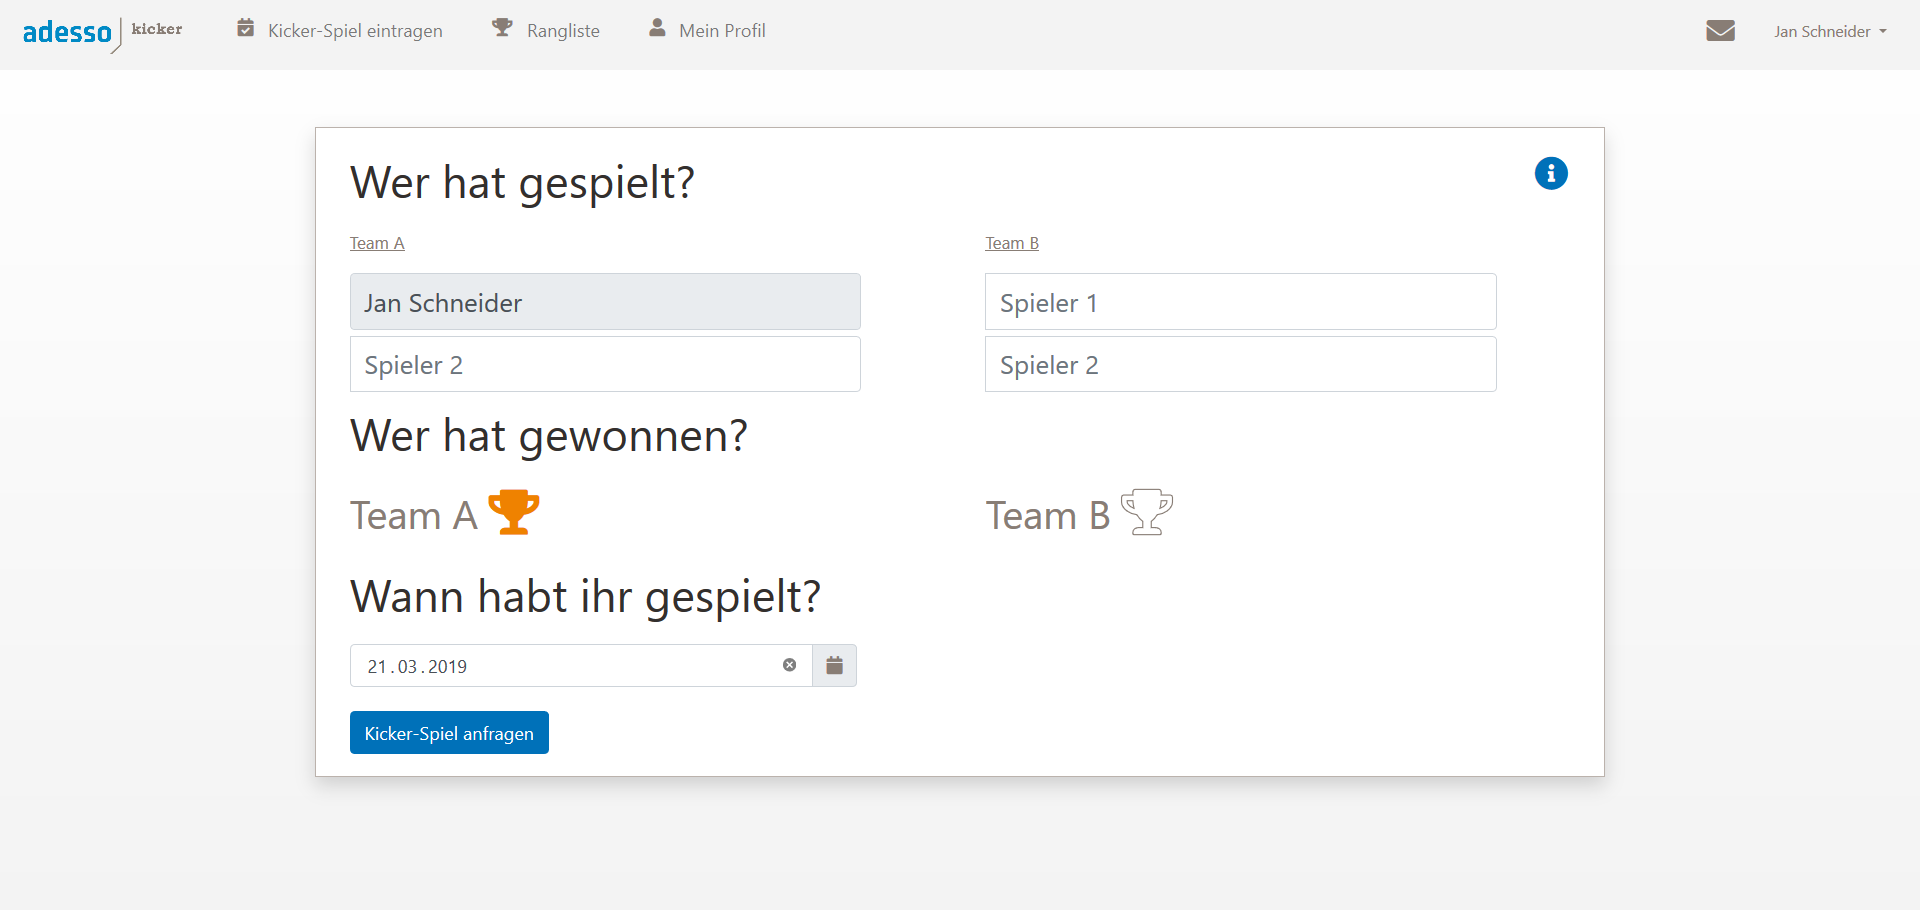 adesso kicker Kicker-Spiel eintragen Rangliste Mein Profil Jan Schneider
Wer hat gespielt?
Team A Team B
Jan Schneider Spieler 1
Spieler 2 Spieler 2
Wer hat gewonnen?
Team A Team B
Wann habt ihr gespielt?
21.03.2019
Kicker-Spiel anfragen